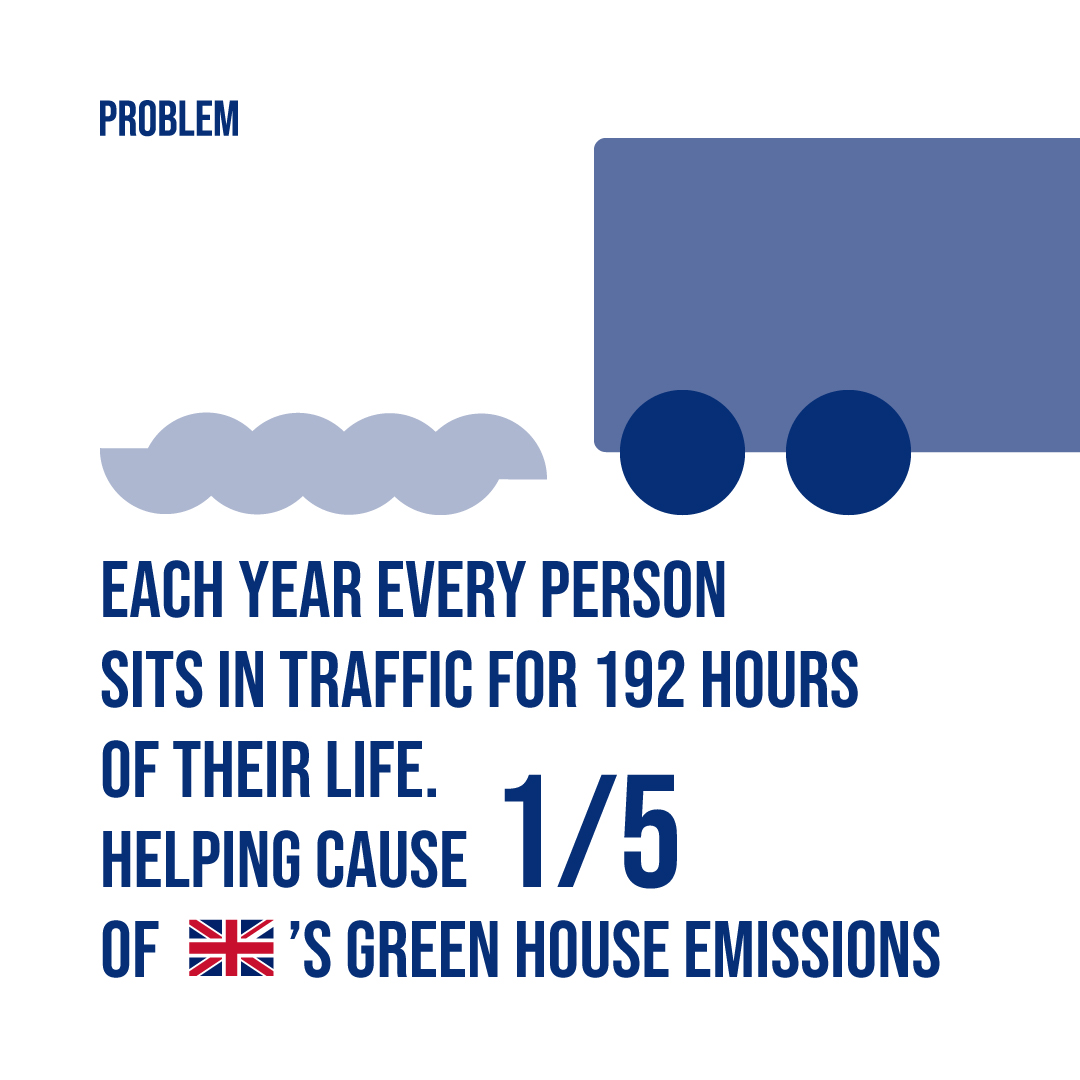 PROBLEM
EACH YEAR EVERY PERSON
SITS IN TRAFFIC FOR 192 HOURS
OF THEIR LIFE.
HELPING CAUSE 1/5
OF 🇬🇧’S GREEN HOUSE EMISSIONS